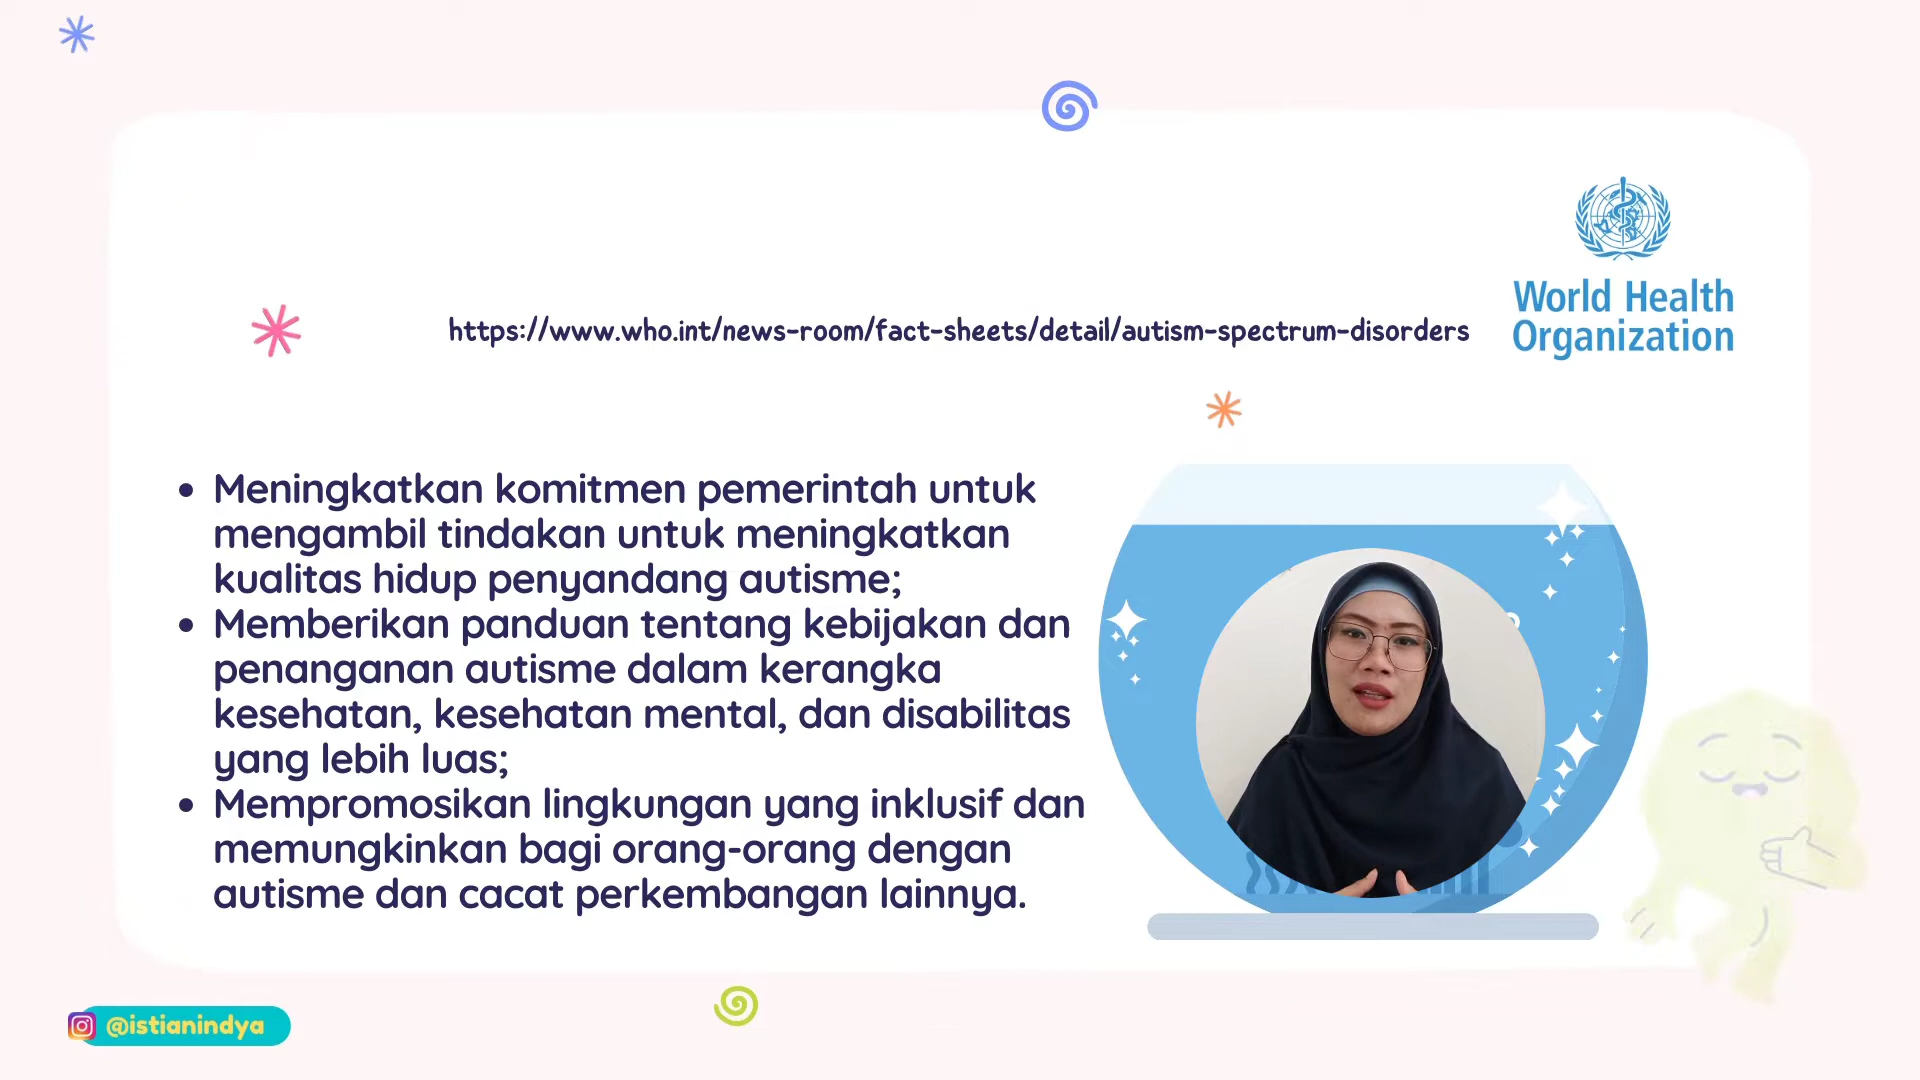 World Health
Organization
https://www.who.int/news-room/fact-sheets/detail/autism-spectrum-disorders
• Meningkatkan komitmen pemerintah untuk
mengambil tindakan untuk meningkatkan
kualitas hidup penyandang autisme;
• Memberikan panduan tentang kebijakan dan
penanganan autisme dalam kerangka
kesehatan, kesehatan mental, dan disabilitas
yang lebih luas;
• Mempromosikan lingkungan yang inklusif dan
memungkinkan bagi orang-orang dengan
autisme dan cacat perkembangan lainnya.
@istianindya